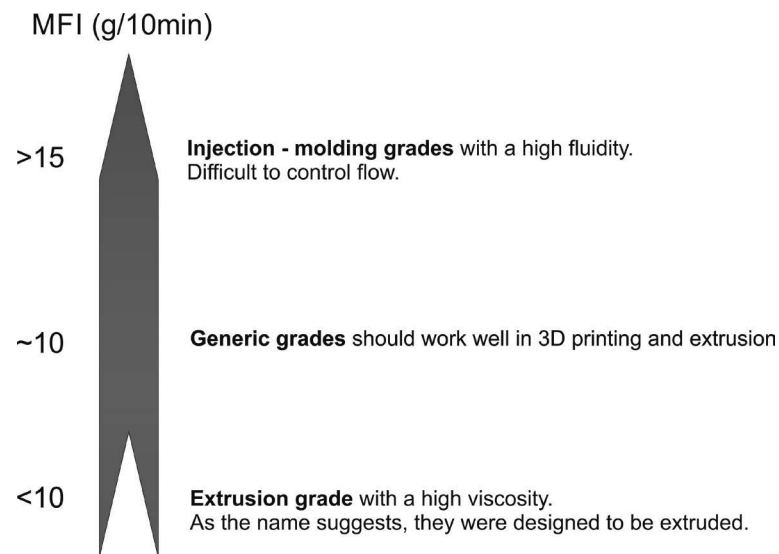 MFI (g/10min)
>15
Injection - molding grades with a high fluidity.
Difficult to control flow.
~10
Generic grades should work well in 3D printing and extrusion
<10
Extrusion grade with a high viscosity.
As the name suggests, they were designed to be extruded.